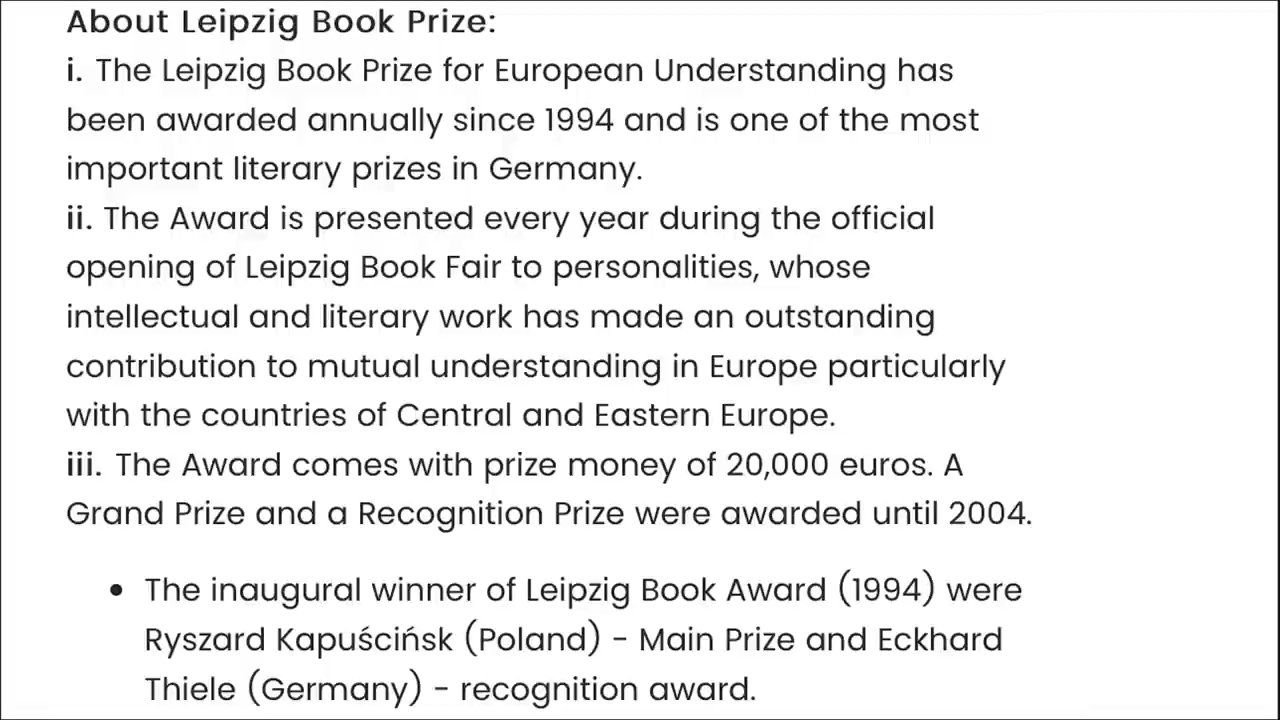 About Leipzig Book Prize:
i. The Leipzig Book Prize for European Understanding has
been awarded annually since 1994 and is one of the most
important literary prizes in Germany.
ii. The Award is presented every year during the official
opening of Leipzig Book Fair to personalities, whose
intellectual and literary work has made an outstanding
contribution to mutual understanding in Europe particularly
with the countries of Central and Eastern Europe.
iii. The Award comes with prize money of 20,000 euros. A
Grand Prize and a Recognition Prize were awarded until 2004.
• The inaugural winner of Leipzig Book Award (1994) were
Ryszard Kapuścińsk (Poland) - Main Prize and Eckhard
Thiele (Germany) - recognition award.